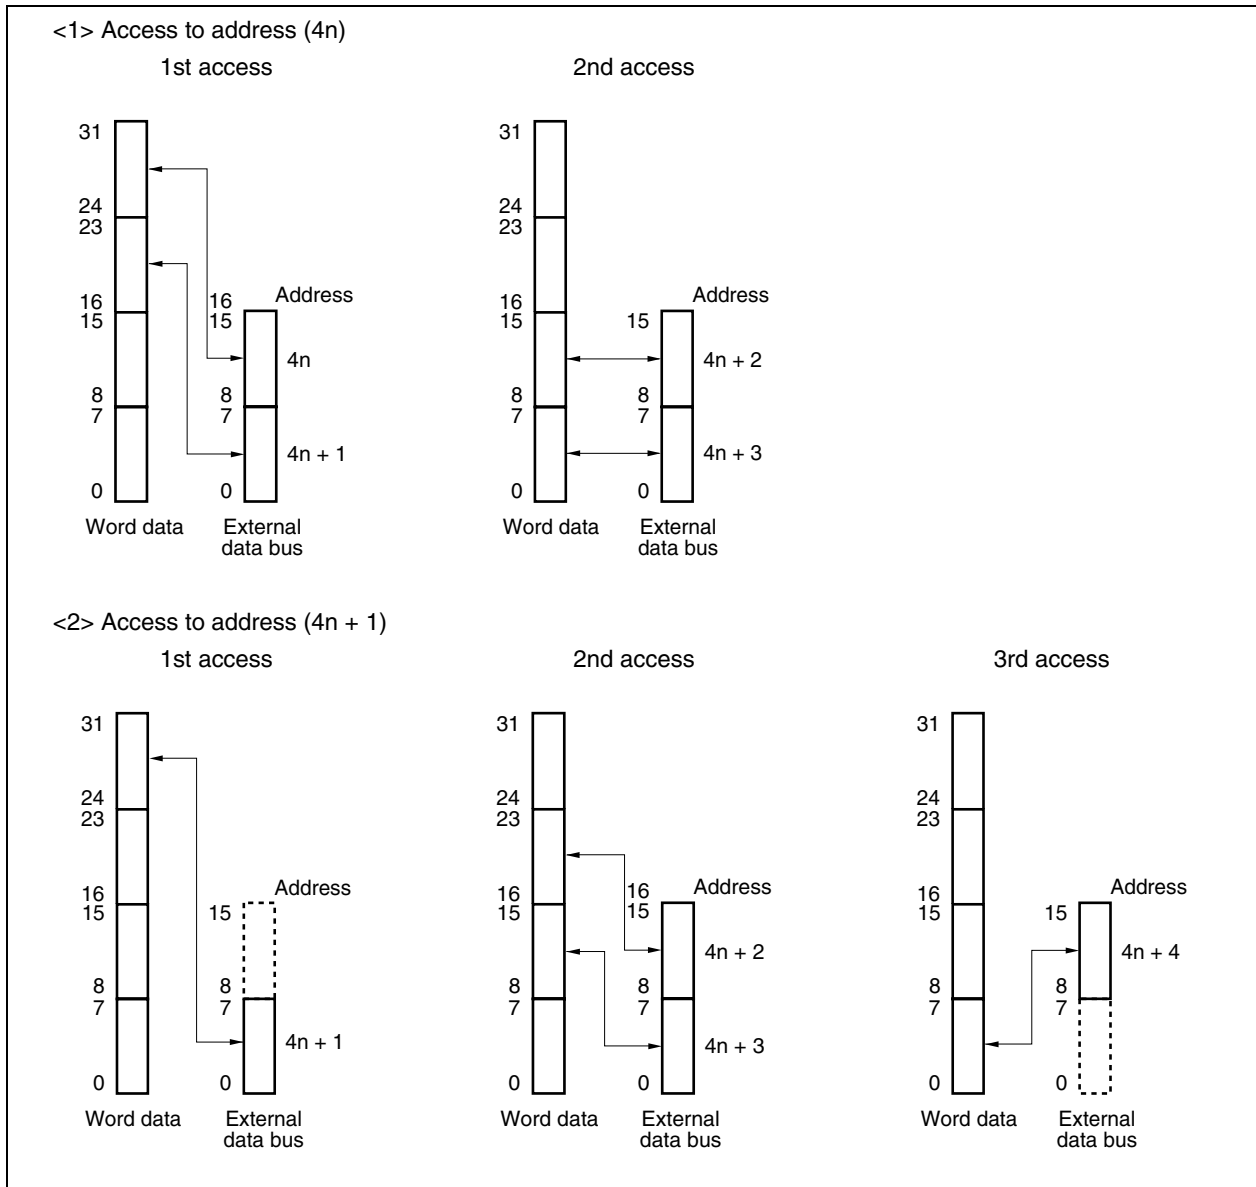 <1> Access to address (4n)
1st access 2nd access
31 31
24 24
23 23
16 16 Address 16 Address
15 15 15 15
4n 4n + 2
8 8 8 8
7 7 7 7
4n + 1 4n + 3
0 0 0 0
Word data External Word data External
data bus data bus
<2> Access to address (4n + 1)
1st access 2nd access 3rd access
31 31 31
24 24 24
23 23 23
16 Address 16 16 Address 16 Address
15 15 15 15 15 15
4n + 2 4n + 4
8 8 8 8 8 8
7 7 7 7 7 7
4n + 1 4n + 3
0 0 0 0 0 0
Word data External Word data External Word data External
data bus data bus data bus